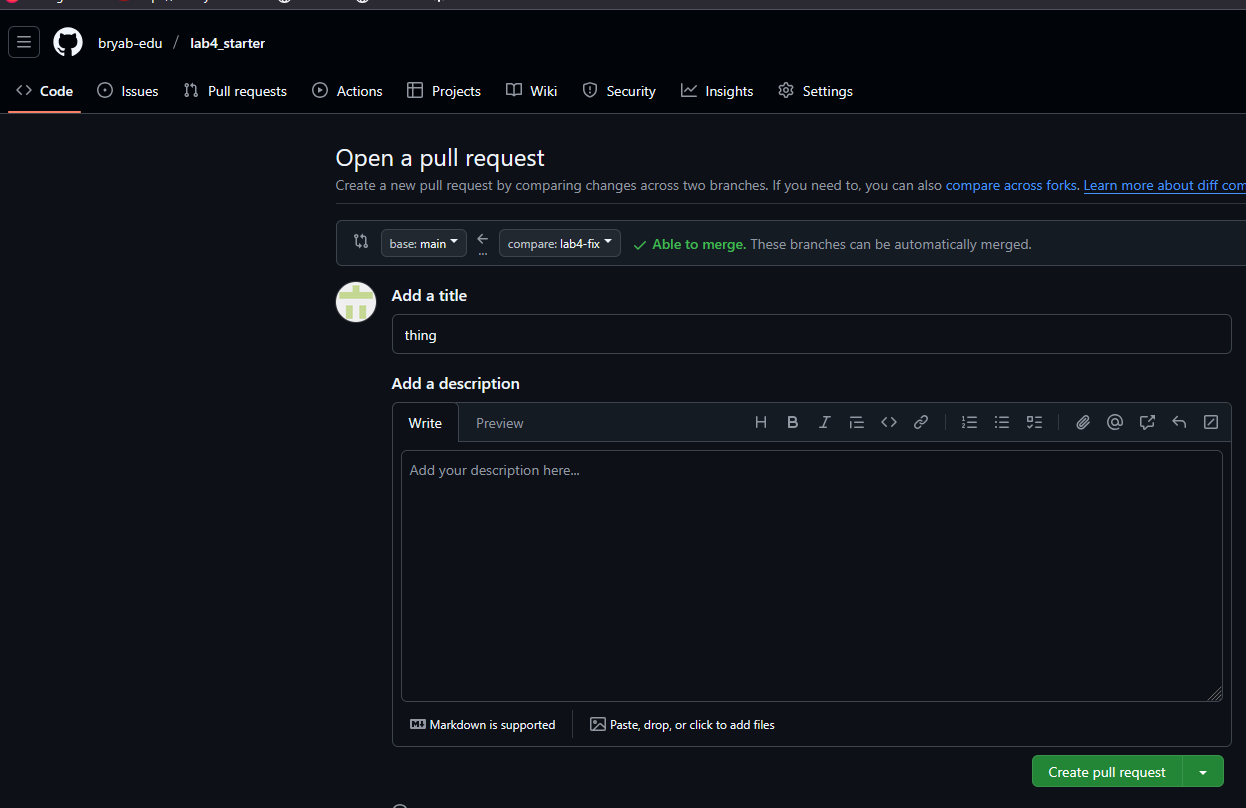 bryab-edu / lab4_starter
Code Issues Pull requests Actions Projects Wiki Security Insights Settings
Open a pull request
Create a new pull request by comparing changes across two branches. If you need to, you can also compare across forks. Learn more about diff com
base: main compare: lab4-fix Able to merge. These branches can be automatically merged.
...
Add a title
thing
Add a description
Write Preview
Add your description here...
Markdown is supported Paste, drop, or click to add files
Create pull request